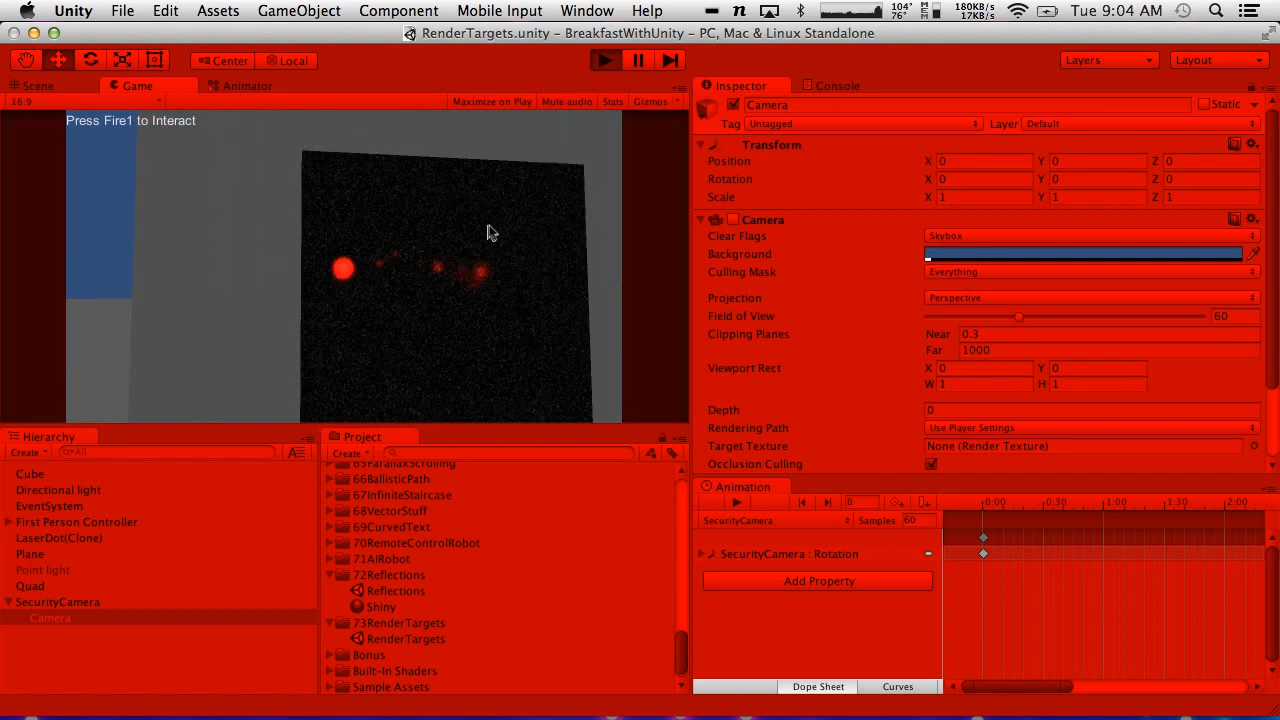 Unity File Edit Assets GameObject Component Mobile Input Window Help 104° 76° MEM 180KB/s 17KB/s Tue 9:04 AM
RenderTargets.unity – BreakfastWithUnity – PC, Mac & Linux Standalone
Center Local Layers Layout
Scene Game Animator
16:9 Maximize on Play Mute audio Stats Gizmos
Press Fire1 to Interact
Inspector Console
Camera Static
Tag Untagged Layer Default
Transform
Position X 0 Y 0 Z 0
Rotation X 0 Y 0 Z 0
Scale X 1 Y 1 Z 1
Camera
Clear Flags Skybox
Background
Culling Mask Everything
Projection Perspective
Field of View 60
Clipping Planes Near 0.3
Far 1000
Viewport Rect X 0 Y 0
W 1 H 1
Depth 0
Rendering Path Use Player Settings
Target Texture None (Render Texture)
Occlusion Culling
Hierarchy
Create All
Cube
Directional light
EventSystem
First Person Controller
LaserDot(Clone)
Plane
Point light
Quad
SecurityCamera
Camera
Project
Create
65ParallaxScrolling
66BallisticPath
67InfiniteStaircase
68VectorStuff
69CurvedText
70RemoteControlRobot
71AIRobot
72Reflections
Reflections
Shiny
73RenderTargets
RenderTargets
Bonus
Built-In Shaders
Sample Assets
Animation
0 0:00 0:30 1:00 1:30 2:00
SecurityCamera Samples 60
SecurityCamera : Rotation
Add Property
Dope Sheet Curves